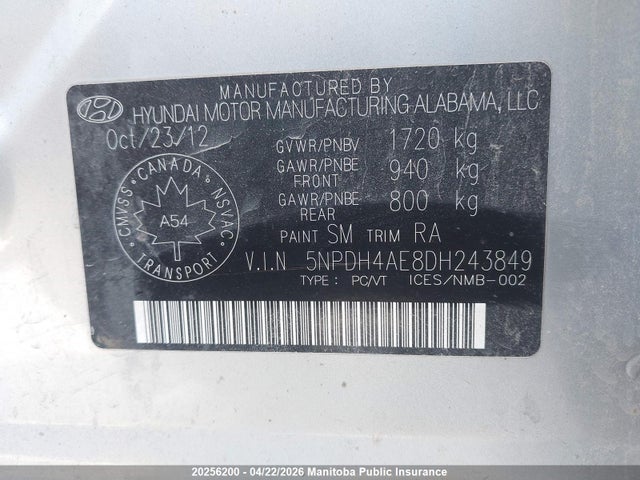 MANUFACTURED BY
HYUNDAI MOTOR MANUFACTURING ALABAMA, LLC
Oct/23/12
GVWR/PNBV 1720 kg
GAWR/PNBE FRONT 940 kg
GAWR/PNBE REAR 800 kg
PAINT SM TRIM RA
CANADA
CMVSS NSVAC
A54
TRANSPORT
V.I.N 5NPDH4AE8DH243849
TYPE : PC/VT ICES/NMB-002
20256200 - 04/22/2026 Manitoba Public Insurance